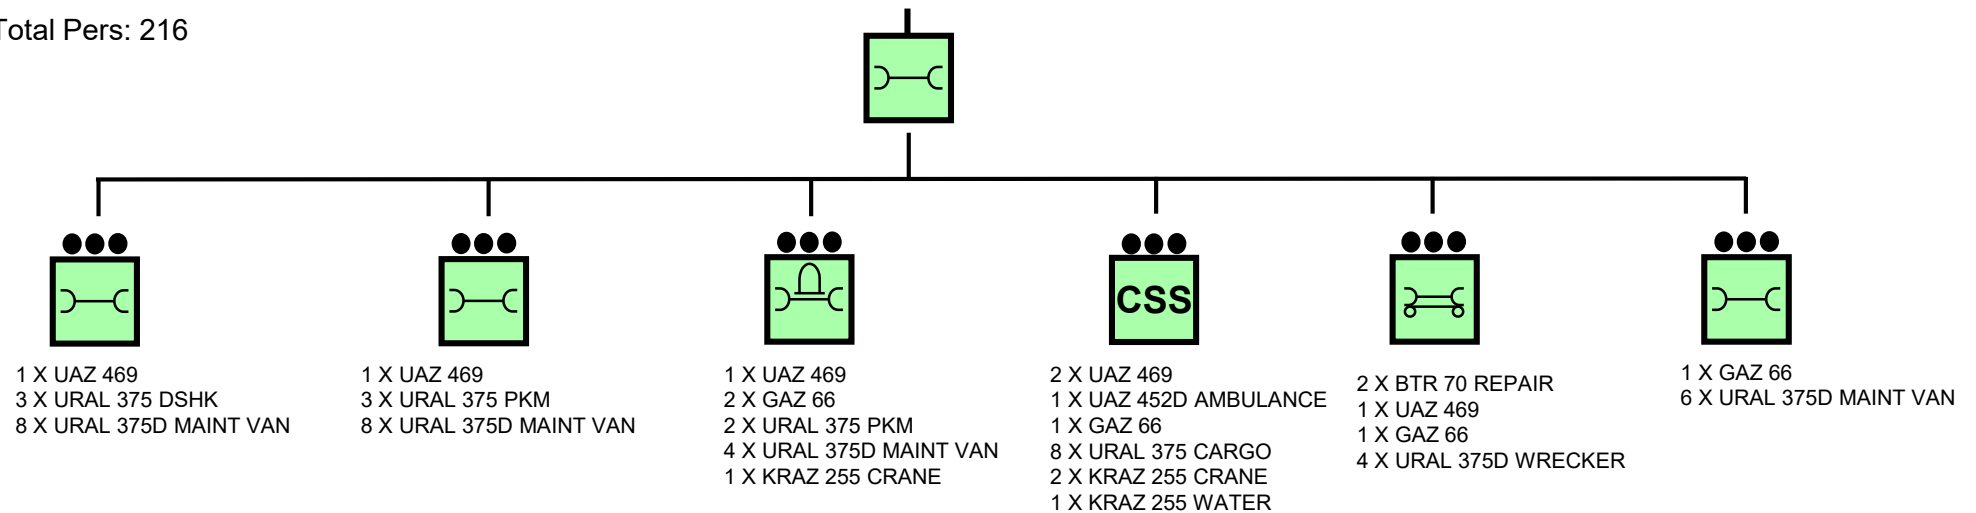 Total Pers: 216
CSS
1 X UAZ 469
3 X URAL 375 DSHK
8 X URAL 375D MAINT VAN
1 X UAZ 469
3 X URAL 375 PKM
8 X URAL 375D MAINT VAN
1 X UAZ 469
2 X GAZ 66
2 X URAL 375 PKM
4 X URAL 375D MAINT VAN
1 X KRAZ 255 CRANE
2 X UAZ 469
1 X UAZ 452D AMBULANCE
1 X GAZ 66
8 X URAL 375 CARGO
2 X KRAZ 255 CRANE
1 X KRAZ 255 WATER
2 X BTR 70 REPAIR
1 X UAZ 469
1 X GAZ 66
4 X URAL 375D WRECKER
1 X GAZ 66
6 X URAL 375D MAINT VAN